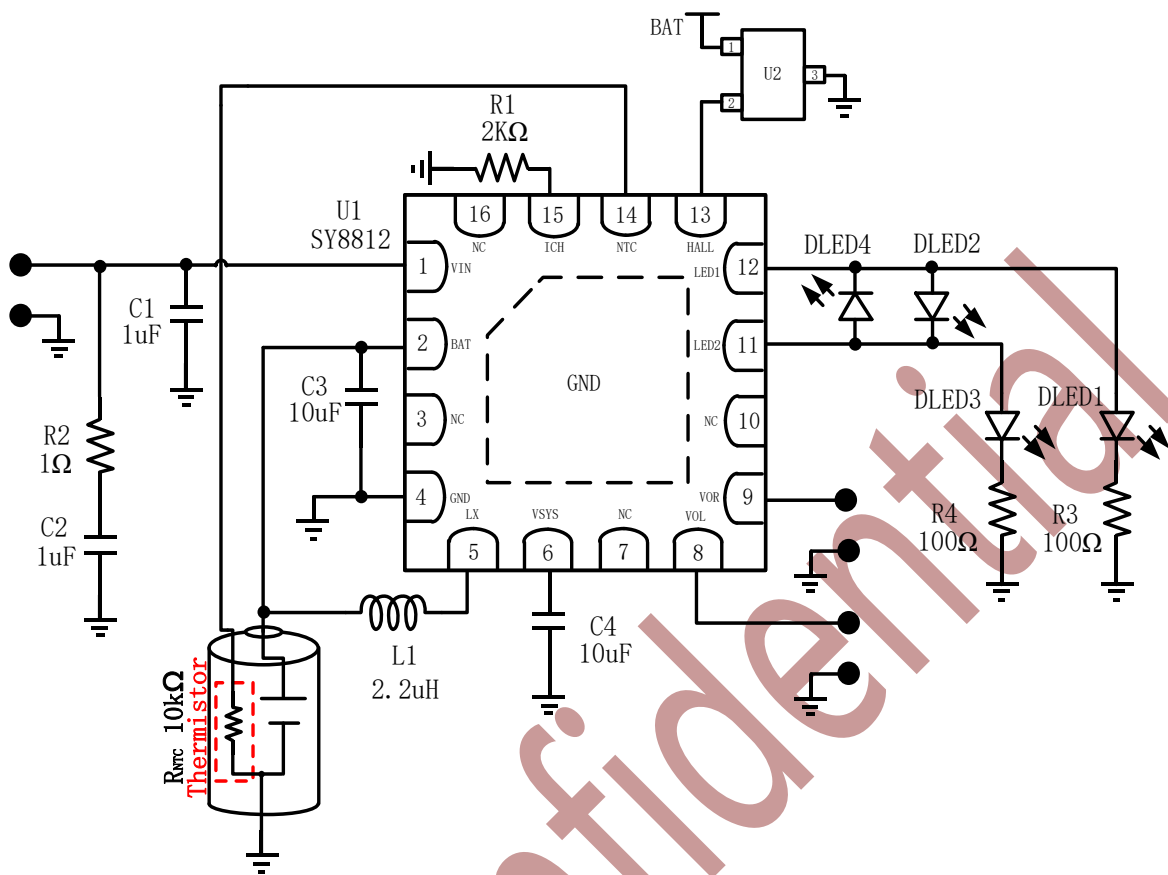 BAT
1
U2
3
2
R1
2KΩ
U1
SY8812
16
NC
15
ICH
14
NTC
13
HALL
1
VIN
2
BAT
3
NC
4
GND
GND
12
LED1
11
LED2
10
NC
9
VOR
LX
5
VSYS
6
NC
7
VOL
8
DLED4
DLED2
DLED3
DLED1
R4
100Ω
R3
100Ω
C1
1uF
R2
1Ω
C2
1uF
C3
10uF
L1
2.2uH
C4
10uF
RNTC 10kΩ
Thermistor
nfidential